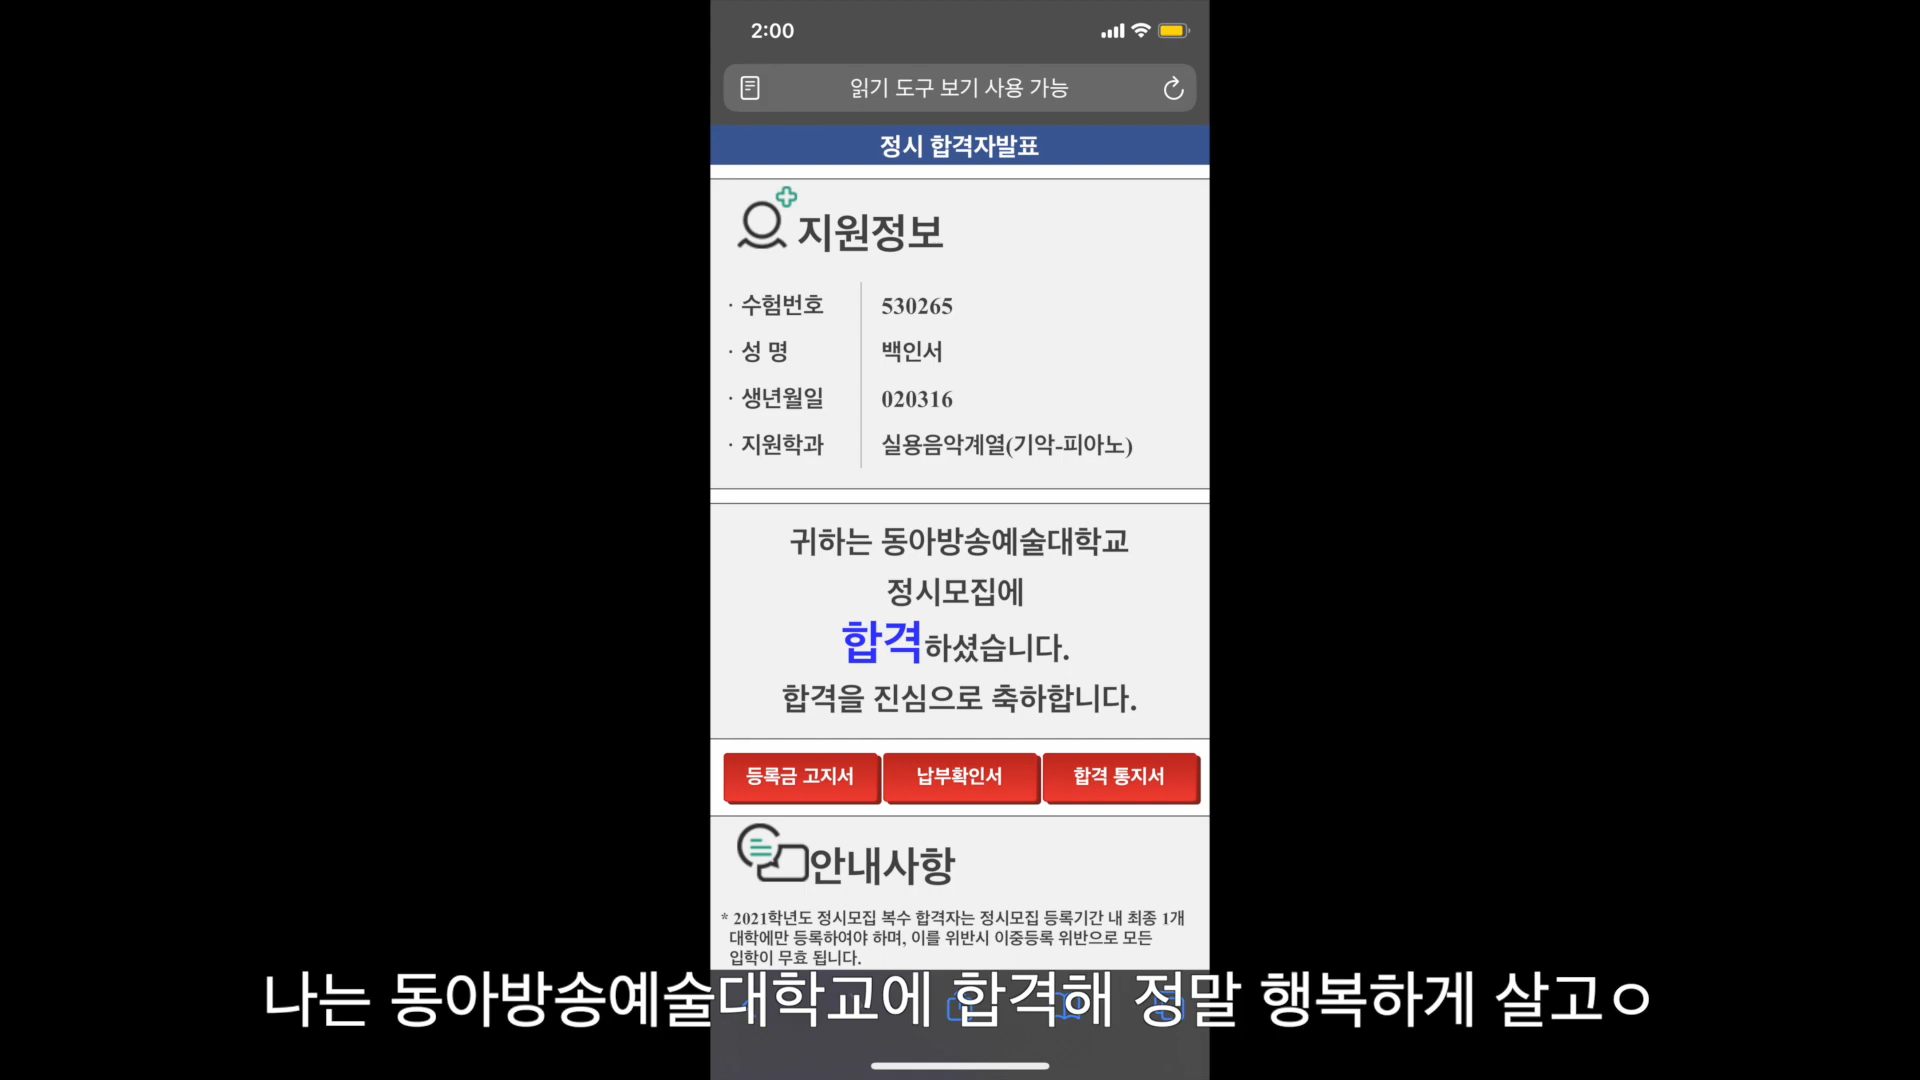 2:00
읽기 도구 보기 사용 가능
정시 합격자발표
지원정보
· 수험번호 530265
· 성 명 백인서
· 생년월일 020316
· 지원학과 실용음악계열(기악-피아노)
귀하는 동아방송예술대학교
정시모집에
합격하셨습니다.
합격을 진심으로 축하합니다.
등록금 고지서 납부확인서 합격 통지서
안내사항
* 2021학년도 정시모집 복수 합격자는 정시모집 등록기간 내 최종 1개
대학에만 등록하여야 하며, 이를 위반시 이중등록 위반으로 모든
입학이 무효 됩니다.
나는 동아방송예술대학교에 합격해 정말 행복하게 살고ㅇ